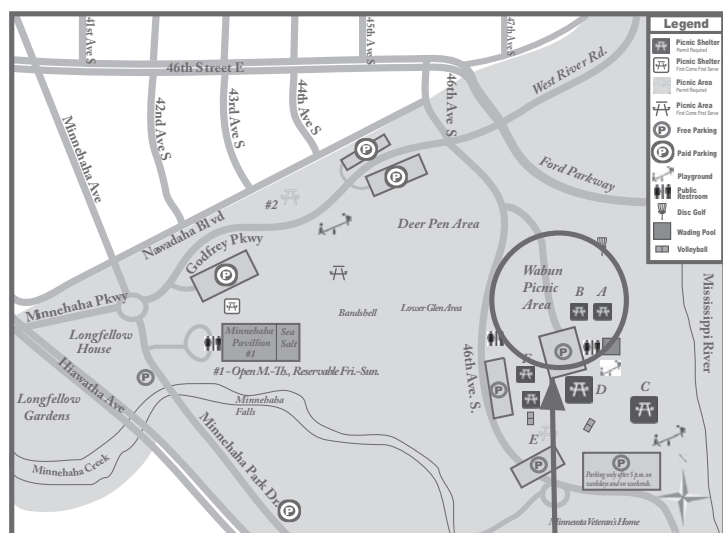 41st Ave S
45th Ave S
47th Ave S
46th Street E
42nd Ave S
43rd Ave S
44th Ave S
46th Ave S
West River Rd.
Minnehaha Ave
Ford Parkway
#2
Deer Pen Area
Nawadaha Blvd
Godfrey Pkwy
Wabun
Picnic
Area
B
A
Minnehaha Pkwy
Bandshell
Lower Glen Area
Mississippi River
Longfellow
House
Minnehaha
Pavillion
#1
Sea
Salt
#1 - Open M.-Th., Reservable Fri.-Sun.
Hiawatha Ave
46th Ave. S.
D
C
Longfellow
Gardens
Minnehaha
Falls
E
Minnehaha Creek
Minnehaha Park Dr.
Parking only after 5 p.m. on
weekdays and on weekends.
Minnesota Veteran's Home
Legend
Picnic Shelter
Permit Required
Picnic Shelter
First Come First Serve
Picnic Area
Permit Required
Picnic Area
First Come First Serve
P
Free Parking
P
Paid Parking
Playground
Public
Restroom
Disc Golf
Wading Pool
Volleyball